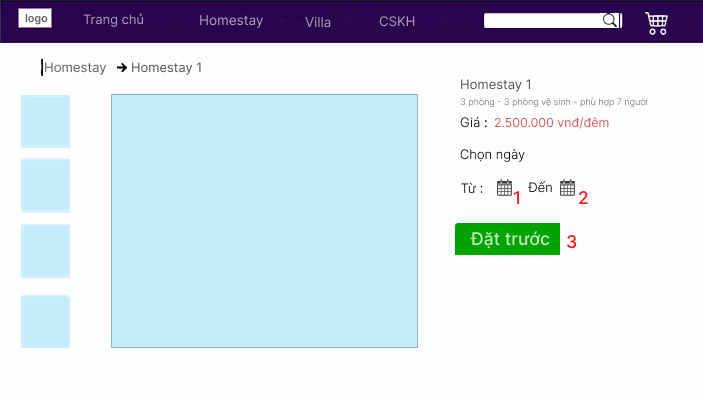 logo Trang chủ Homestay Villa CSKH
Homestay Homestay 1
Homestay 1
3 phòng - 3 phòng vệ sinh - phù hợp 7 người
Giá : 2.500.000 vnđ/đêm
Chọn ngày
Từ : 1 Đến 2
Đặt trước 3